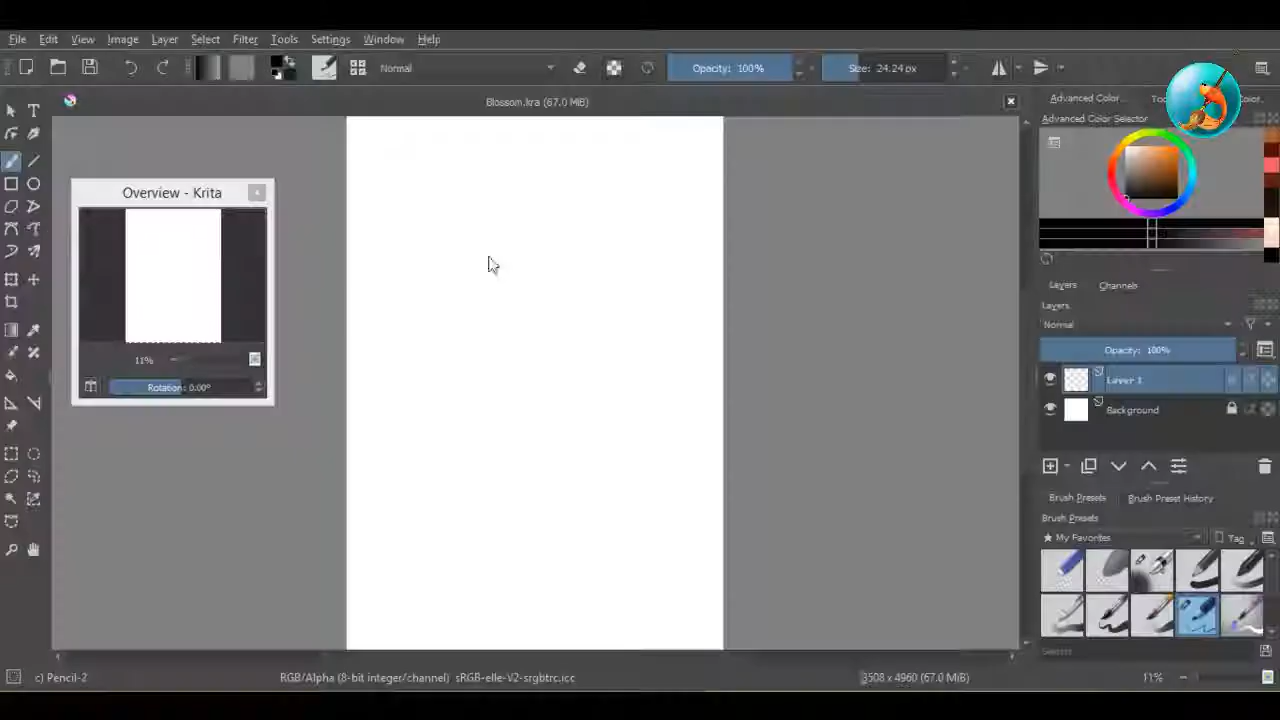 File Edit View Image Layer Select Filter Tools Settings Window Help
Normal Opacity: 100% Size: 24.24 px
Blossom.kra (67.0 MiB)
Advanced Color...
Advanced Color Selector
Overview - Krita
11%
Rotation: 0.00°
Layers Channels
Layers
Normal
Opacity: 100%
Layer 1
Background
Brush Presets Brush Preset History
Brush Presets
★ My Favorites Tag
Search
c) Pencil-2 RGB/Alpha (8-bit integer/channel) sRGB-elle-V2-srgbtrc.icc 3508 x 4960 (67.0 MiB) 11%